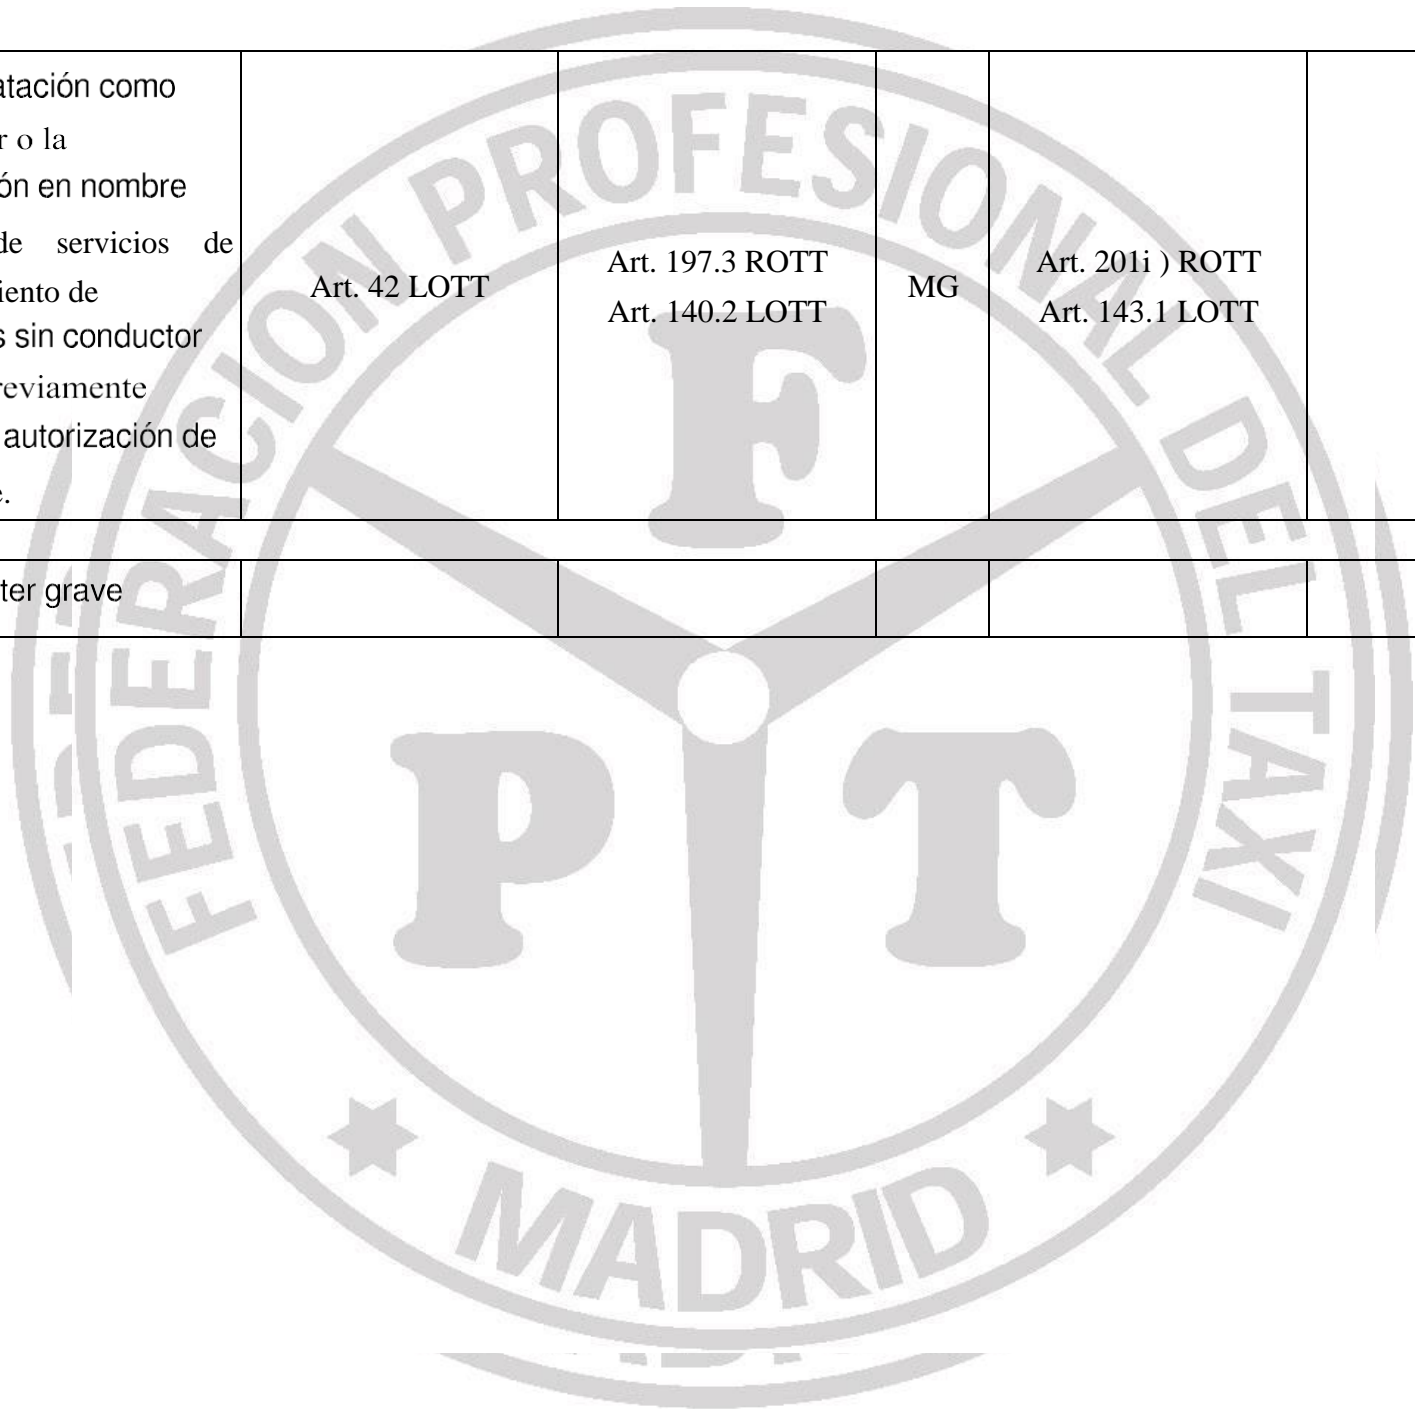 atación como
r o la
ón en nombre
de servicios de
iento de
s sin conductor
reviamente
autorización de
e.
Art. 42 LOTT
Art. 197.3 ROTT
Art. 140.2 LOTT
MG
Art. 201i ) ROTT
Art. 143.1 LOTT
ter grave
FEDERACION PROFESIONAL DEL TAXI
F
P T
MADRID